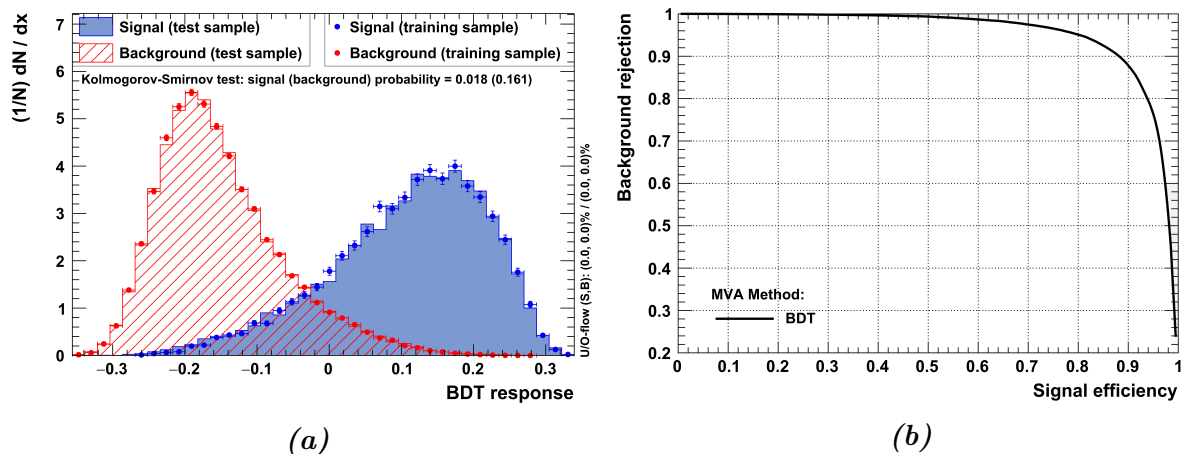 Signal (test sample)
Background (test sample)
Signal (training sample)
Background (training sample)
Kolmogorov-Smirnov test: signal (background) probability = 0.018 (0.161)
(1/N) dN / dx
7
6
5
4
3
2
1
0
−0.3 −0.2 −0.1 0 0.1 0.2 0.3
BDT response
U/O-flow (S,B): (0.0, 0.0)% / (0.0, 0.0)%
(a)
Background rejection
1
0.9
0.8
0.7
0.6
0.5
0.4
0.3
0.2
MVA Method:
BDT
0 0.1 0.2 0.3 0.4 0.5 0.6 0.7 0.8 0.9 1
Signal efficiency
(b)